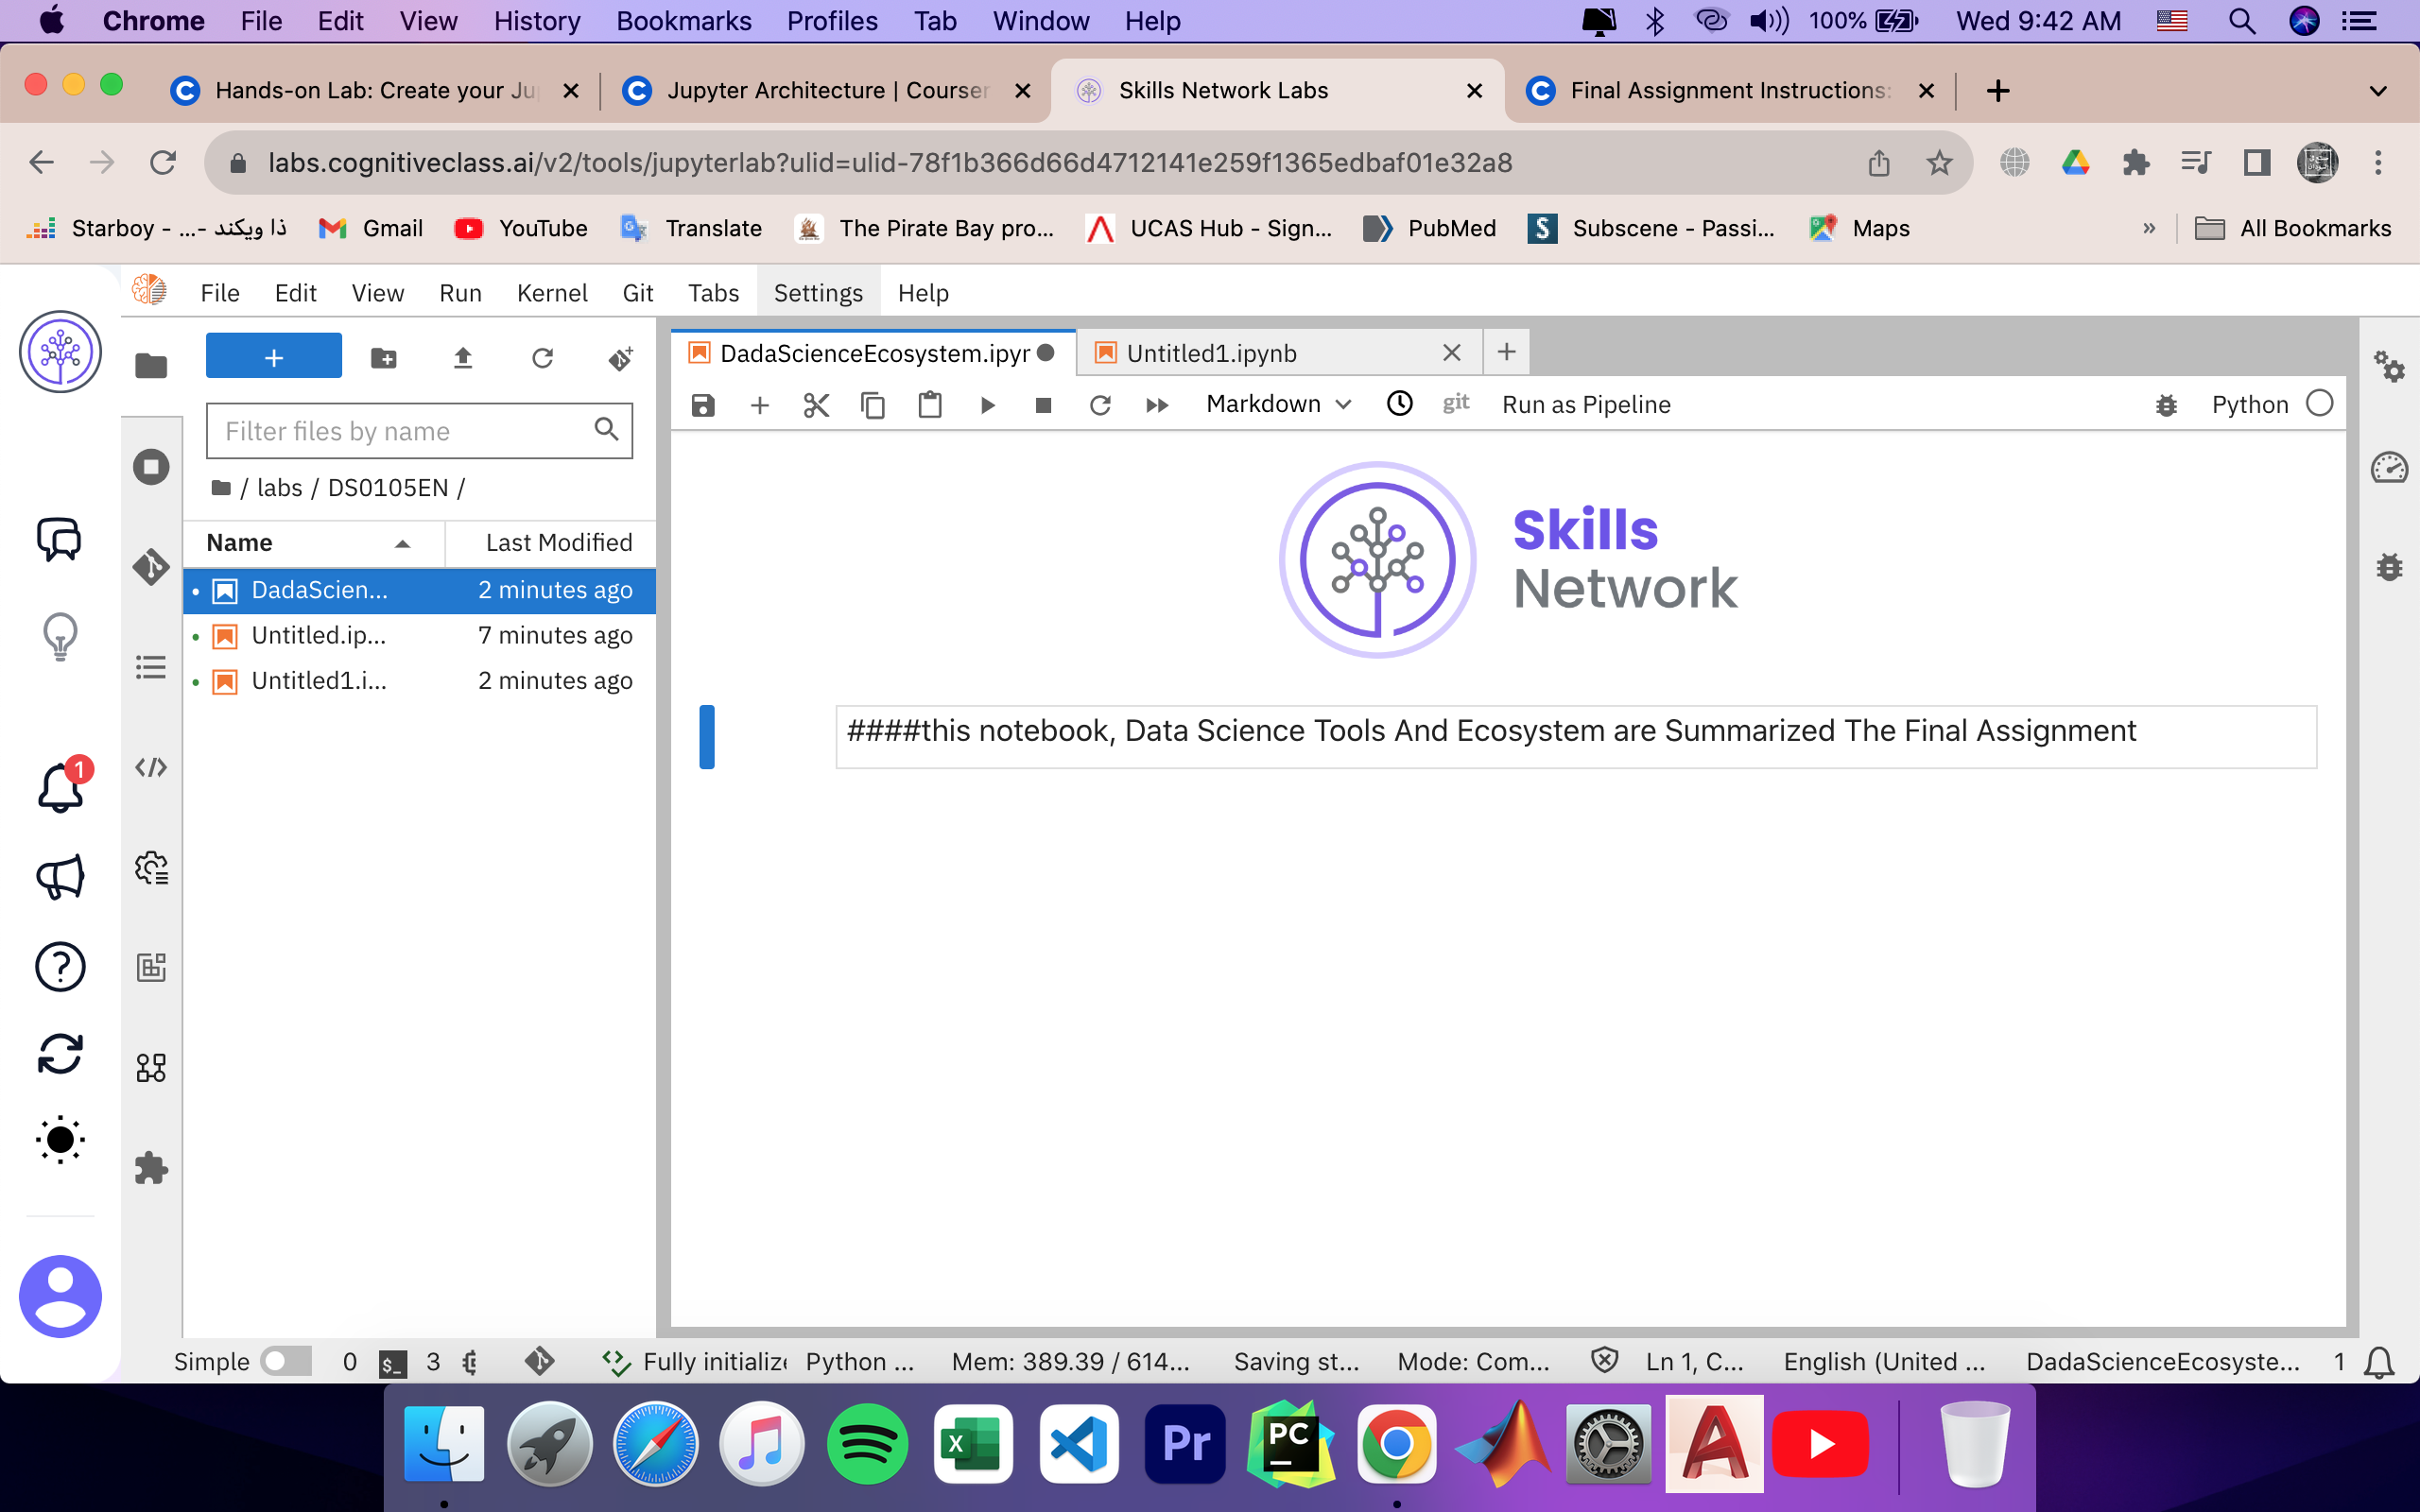 Chrome File Edit View History Bookmarks Profiles Tab Window Help 100% Wed 9:42 AM
Hands-on Lab: Create your Ju Jupyter Architecture | Courser Skills Network Labs Final Assignment Instructions:
labs.cognitiveclass.ai/v2/tools/jupyterlab?ulid=ulid-78f1b366d66d4712141e259f1365edbaf01e32a8
Starboy - ...- ذا ويكند Gmail YouTube Translate The Pirate Bay pro... UCAS Hub - Sign... PubMed S Subscene - Passi... Maps » All Bookmarks
File Edit View Run Kernel Git Tabs Settings Help
DadaScienceEcosystem.ipyr Untitled1.ipynb
Markdown git Run as Pipeline Python
Filter files by name
/ labs / DS0105EN /
Name Last Modified
DadaScien... 2 minutes ago
Untitled.ip... 7 minutes ago
Untitled1.i... 2 minutes ago
Skills
Network
####this notebook, Data Science Tools And Ecosystem are Summarized The Final Assignment
1
Simple 0 $_ 3 Fully initialize Python ... Mem: 389.39 / 614... Saving st... Mode: Com... Ln 1, C... English (United ... DadaScienceEcosyste... 1
X Pr PC